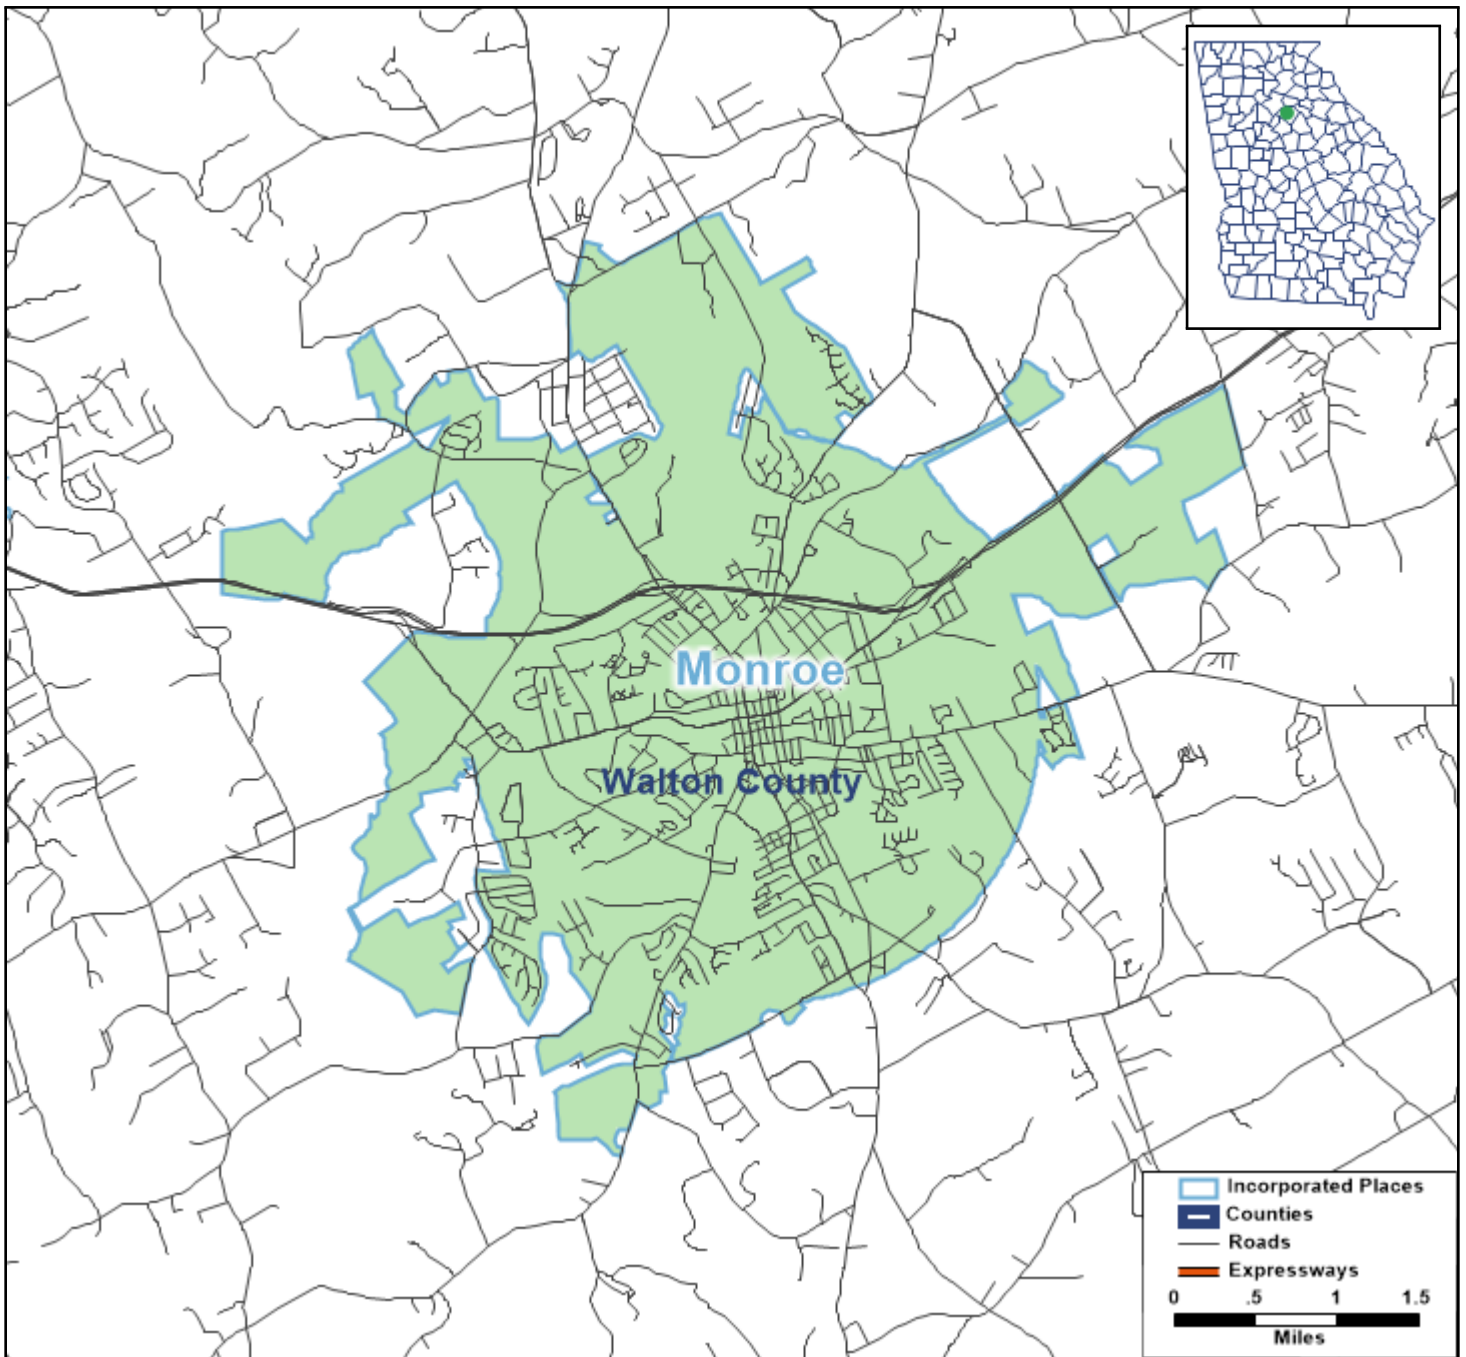 Monroe
Walton County
Incorporated Places
Counties
Roads
Expressways
0 .5 1 1.5
Miles